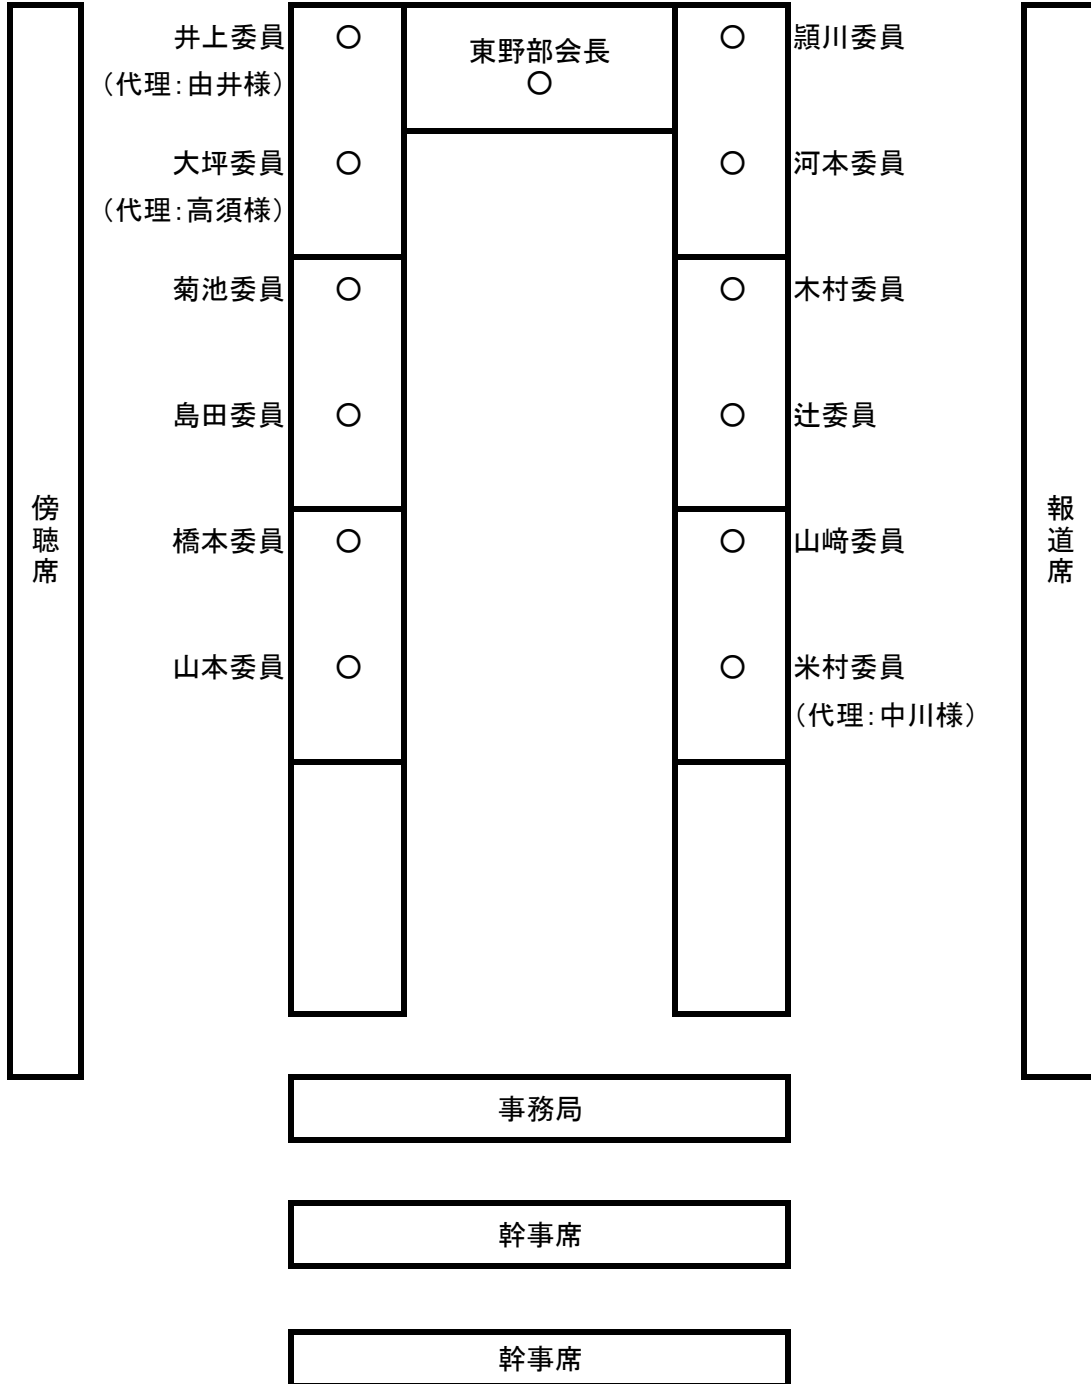 井上委員
○
東野部会長
○
○
頴川委員
（代理：由井様）
大坪委員
○
○
河本委員
（代理：高須様）
菊池委員
○
○
木村委員
島田委員
○
○
辻委員
傍聴席
報道席
橋本委員
○
○
山﨑委員
山本委員
○
○
米村委員
（代理：中川様）
事務局
幹事席
幹事席